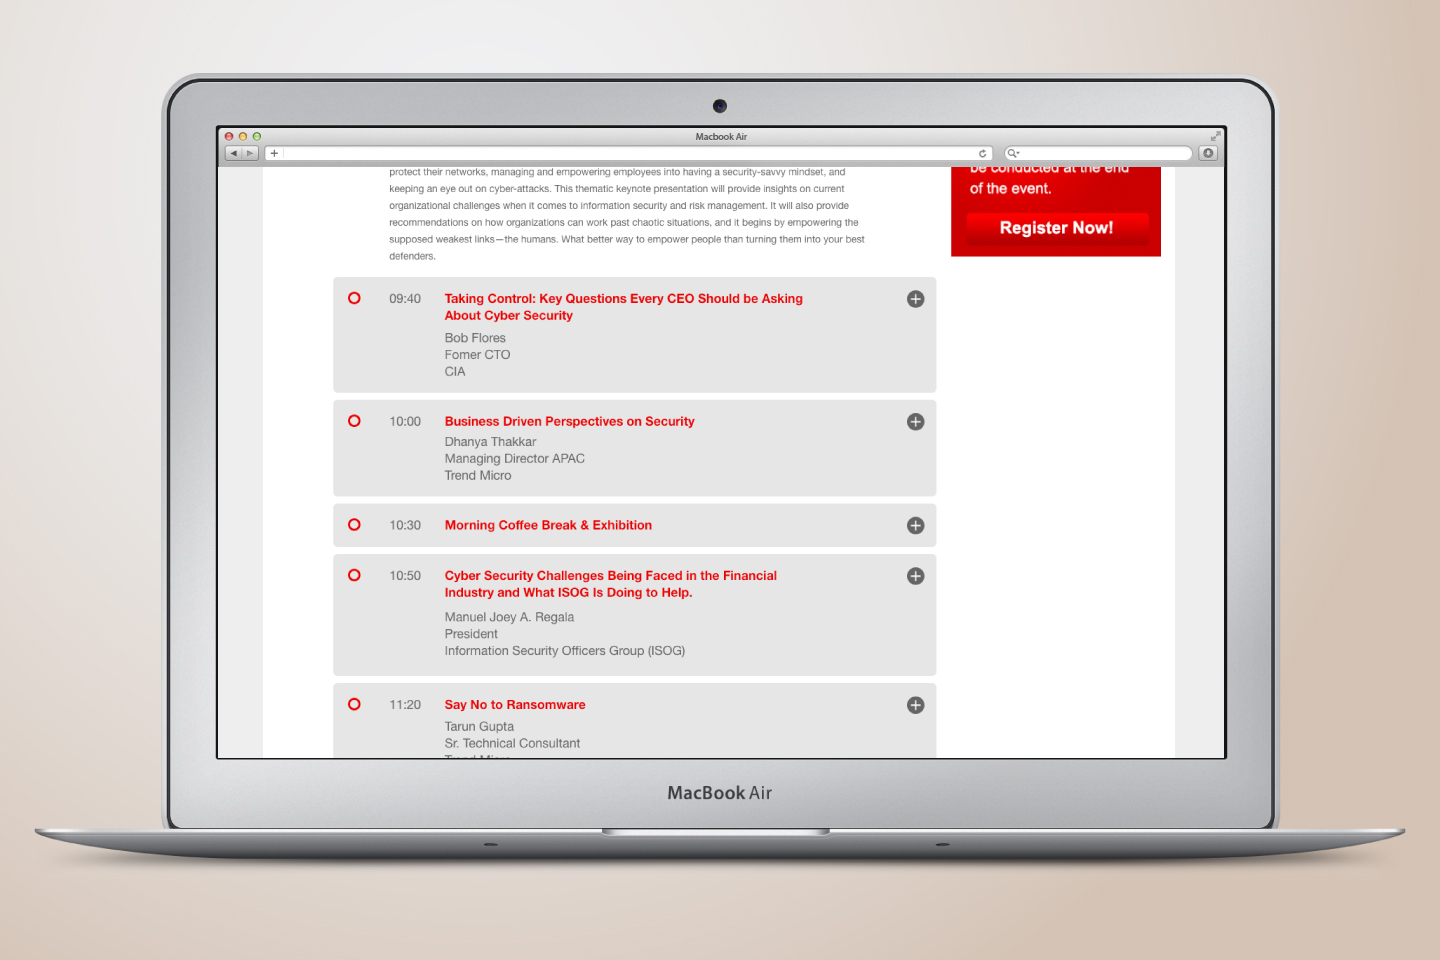 Macbook Air
protect their networks, managing and empowering employees into having a security-savvy mindset, and
keeping an eye out on cyber-attacks. This thematic keynote presentation will provide insights on current
organizational challenges when it comes to information security and risk management. It will also provide
recommendations on how organizations can work past chaotic situations, and it begins by empowering the
supposed weakest links—the humans. What better way to empower people than turning them into your best
defenders.
be conducted at the end
of the event.
Register Now!
09:40
Taking Control: Key Questions Every CEO Should be Asking
About Cyber Security
Bob Flores
Fomer CTO
CIA
10:00
Business Driven Perspectives on Security
Dhanya Thakkar
Managing Director APAC
Trend Micro
10:30
Morning Coffee Break & Exhibition
10:50
Cyber Security Challenges Being Faced in the Financial
Industry and What ISOG Is Doing to Help.
Manuel Joey A. Regala
President
Information Security Officers Group (ISOG)
11:20
Say No to Ransomware
Tarun Gupta
Sr. Technical Consultant
Trend Micro
MacBook Air